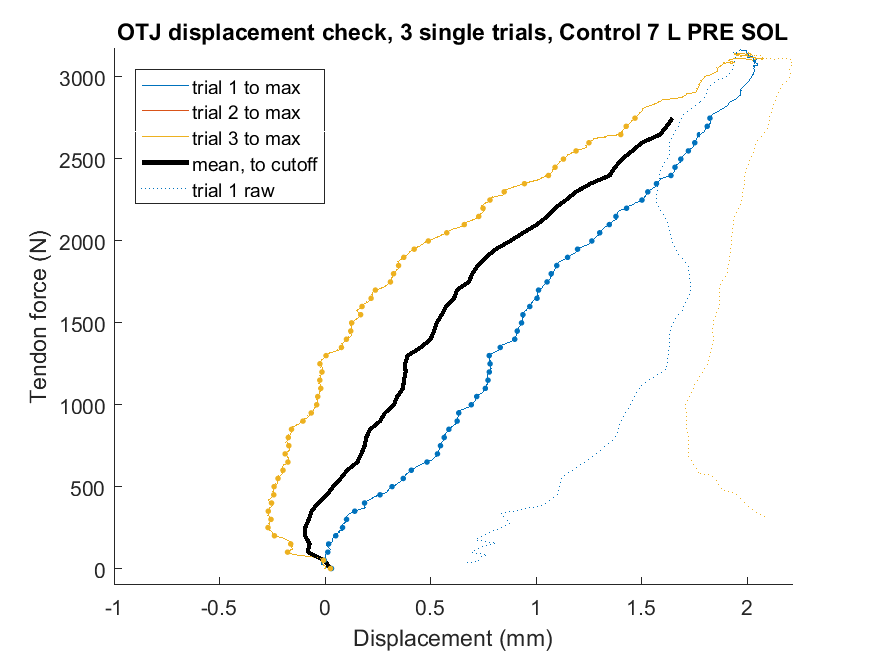 OTJ displacement check, 3 single trials, Control 7 L PRE SOL
trial 1 to max
trial 2 to max
trial 3 to max
mean, to cutoff
trial 1 raw
Tendon force (N)
3000
2500
2000
1500
1000
500
0
-1
-0.5
0
0.5
1
1.5
2
Displacement (mm)